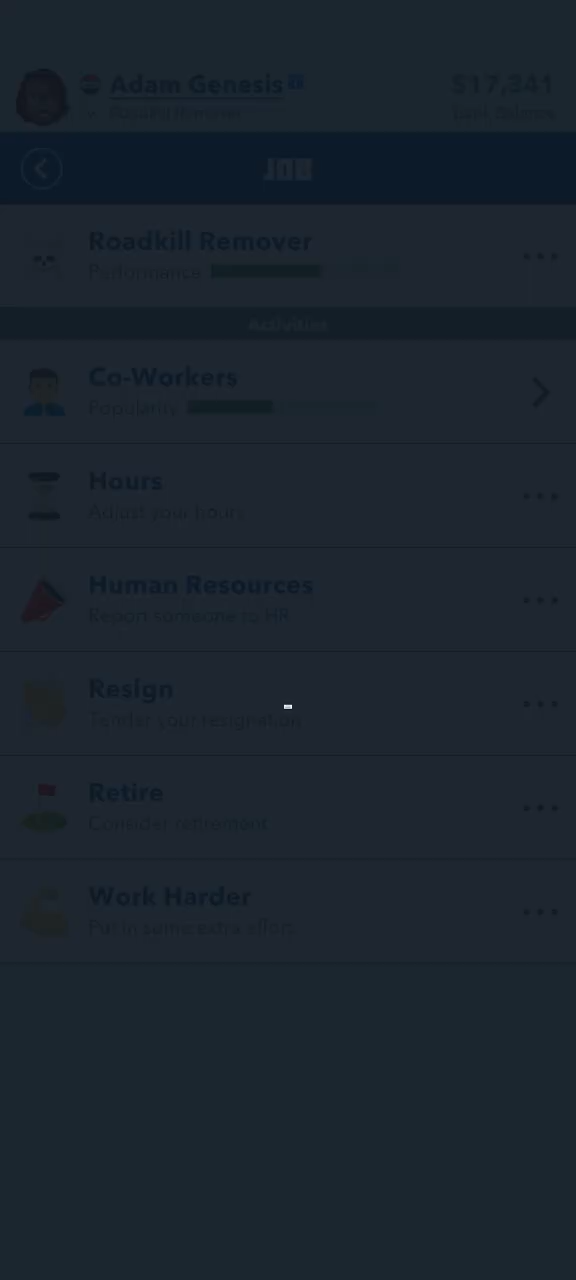 Adam Genesis
$17,341
Roadkill Remover
Bank Balance
JOB
Roadkill Remover
Performance
Activities
Co-Workers
Popularity
Hours
Adjust your hours
Human Resources
Report someone to HR
Resign
Tender your resignation
Retire
Consider retirement
Work Harder
Put in some extra effort